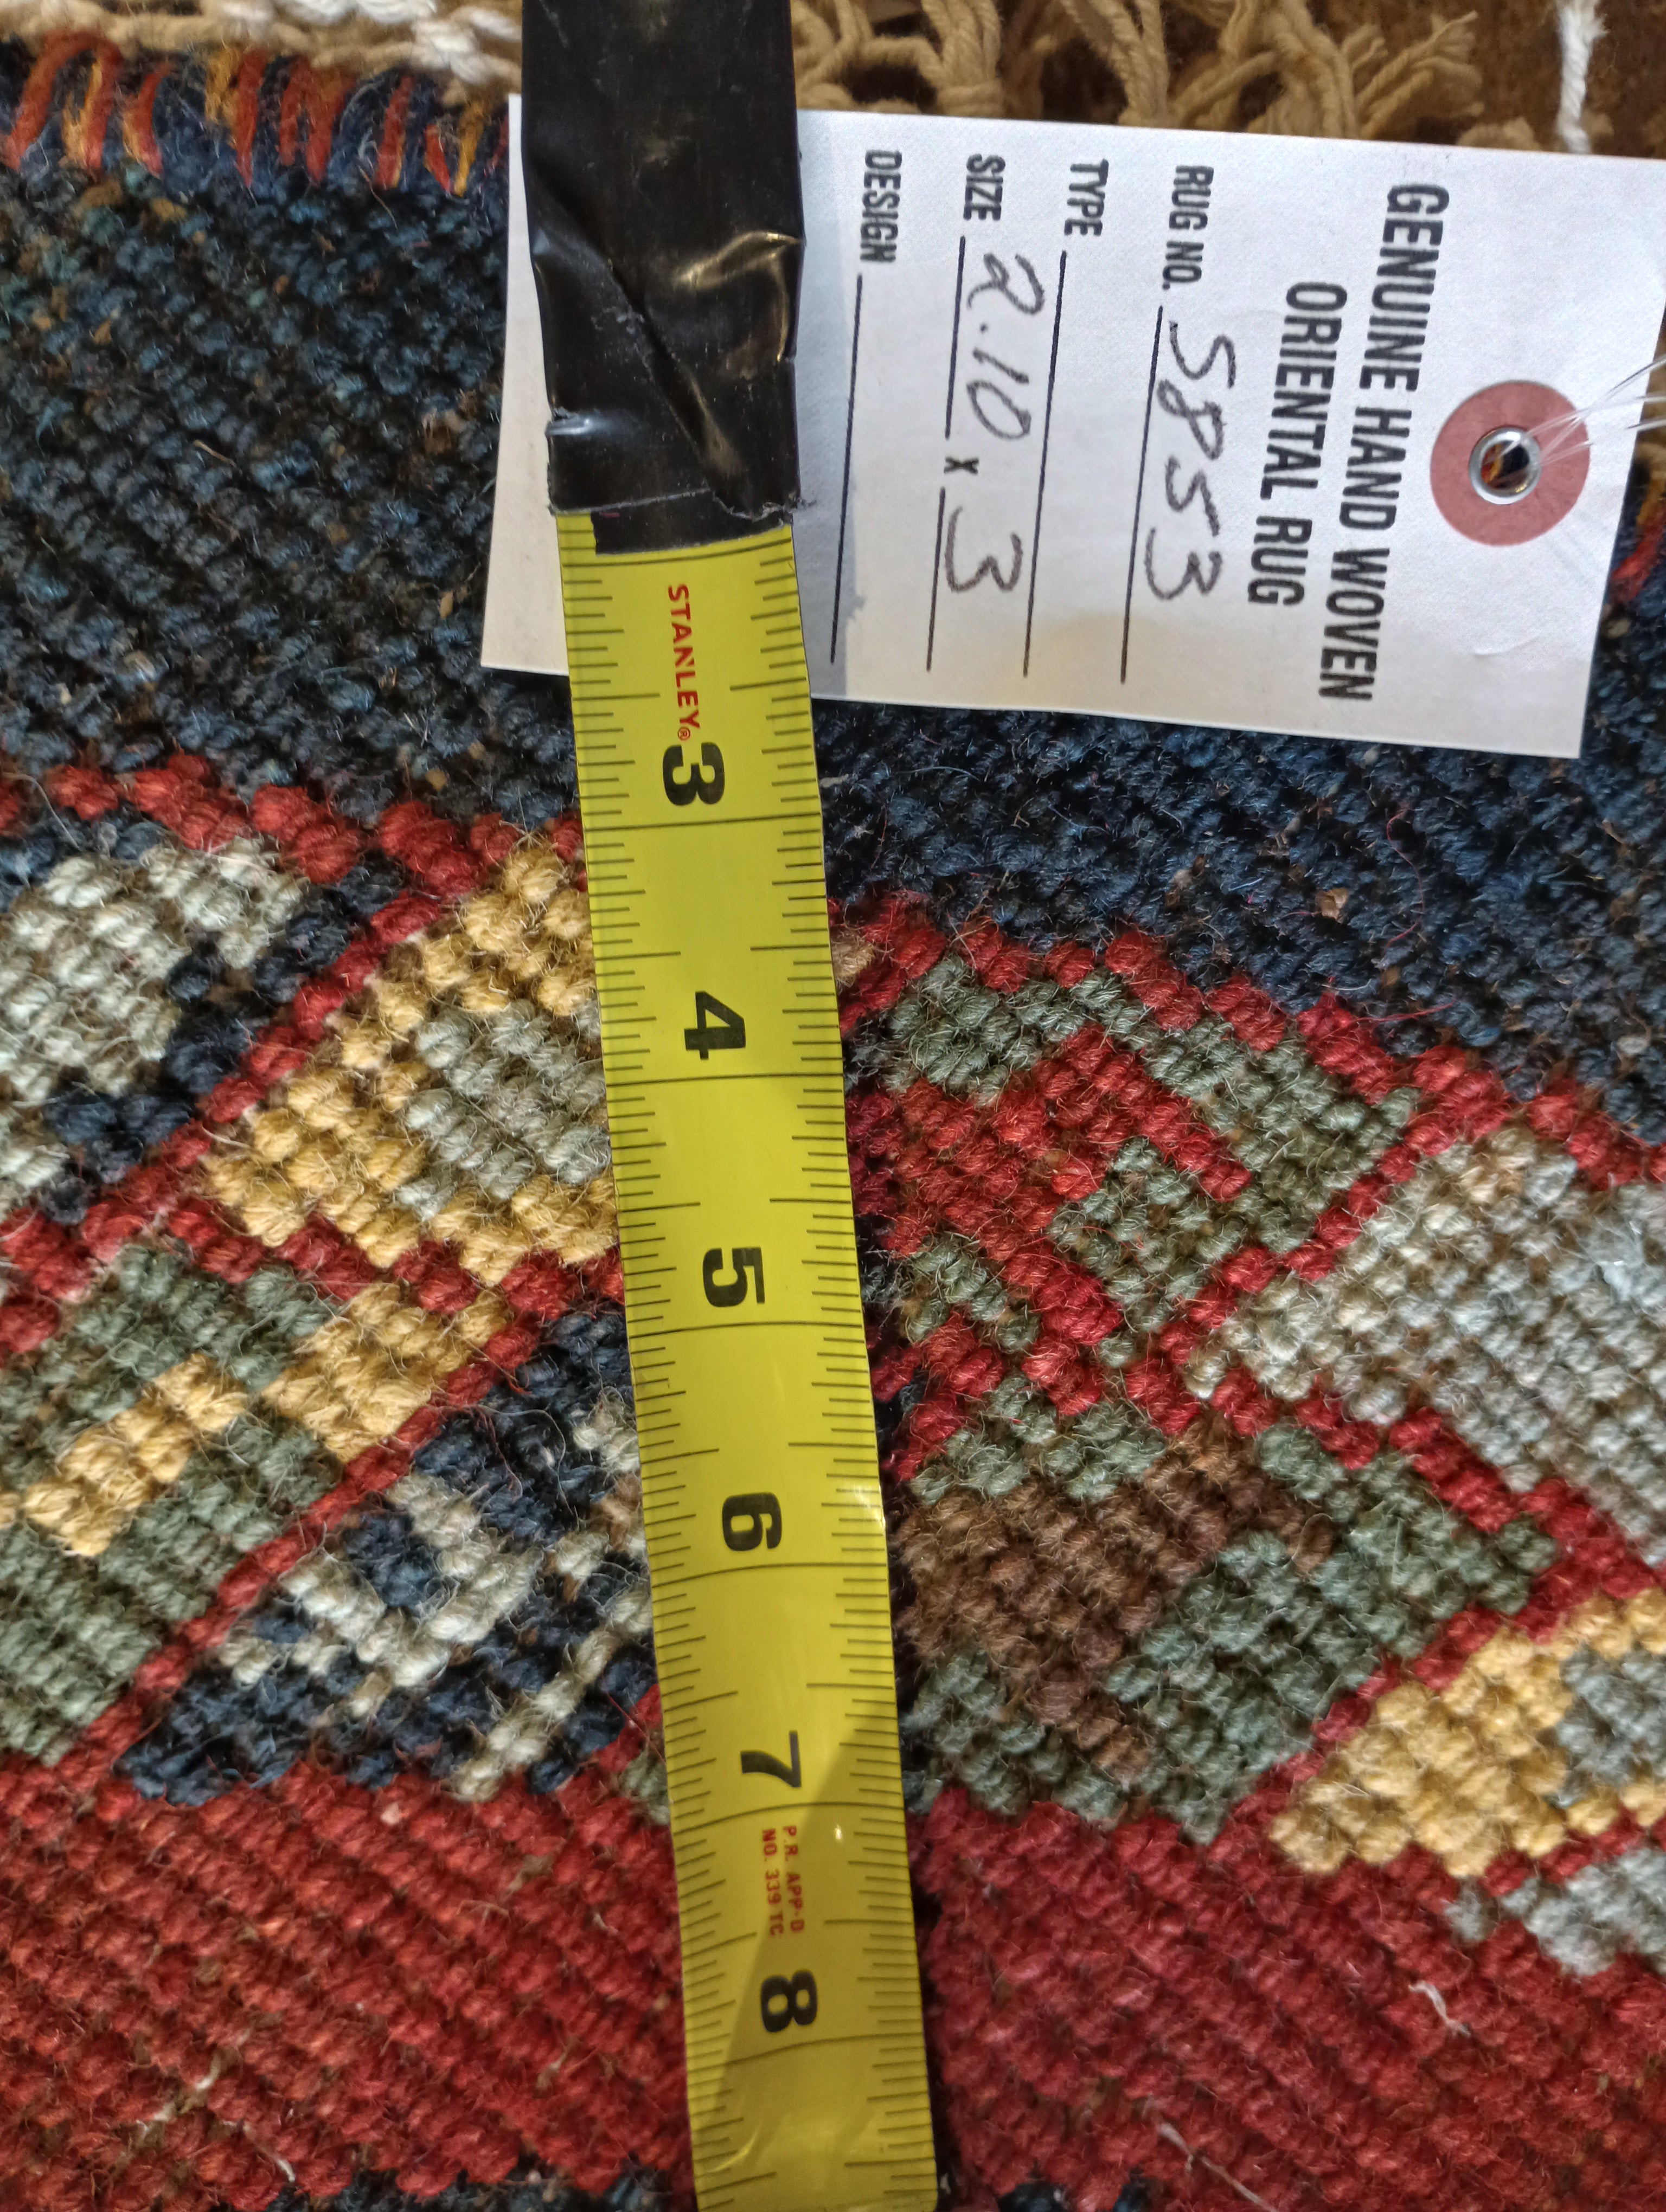 GENUINE HAND WOVEN
ORIENTAL RUG
RUG NO. 5853
TYPE
SIZE 2.10 x 3
DESIGN
STANLEY®
3
4
5
6
7
P.R. APP-D
NO. 339 TC
8